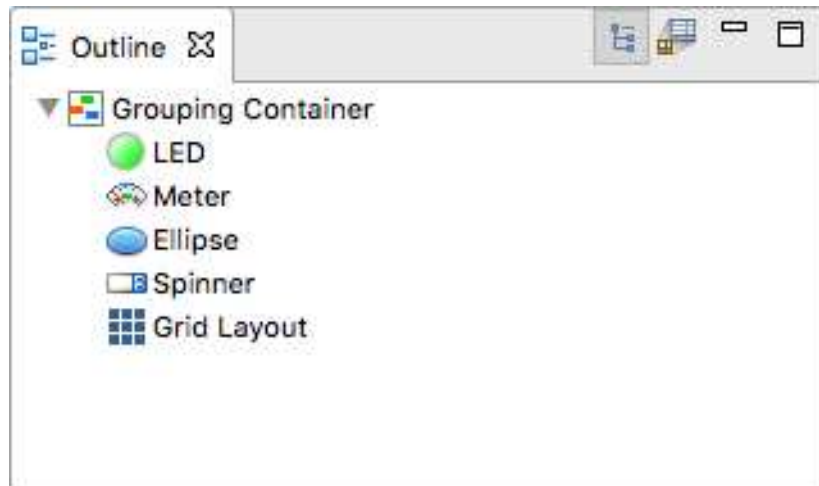 Outline
Grouping Container
LED
Meter
Ellipse
Spinner
Grid Layout